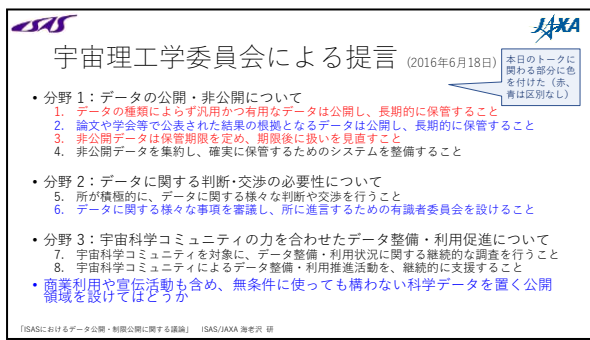 ISAS
JAXA
宇宙理工学委員会による提言 (2016年6月18日)
本日のトークに
関わる部分に色
を付けた(赤、
青は区別なし)
• 分野 1:データの公開・非公開について
1. データの種類によらず汎用かつ有用なデータは公開し、長期的に保管すること
2. 論文や学会等で公表された結果の根拠となるデータは公開し、長期的に保管すること
3. 非公開データは保管期限を定め、期限後に扱いを見直すこと
4. 非公開データを集約し、確実に保管するためのシステムを整備すること
• 分野 2:データに関する判断・交渉の必要性について
5. 所が積極的に、データに関する様々な判断や交渉を行うこと
6. データに関する様々な事項を審議し、所に進言するための有識者委員会を設けること
• 分野 3:宇宙科学コミュニティの力を合わせたデータ整備・利用促進について
7. 宇宙科学コミュニティを対象に、データ整備・利用状況に関する継続的な調査を行うこと
8. 宇宙科学コミュニティによるデータ整備・利用推進活動を、継続的に支援すること
• 商業利用や宣伝活動も含め、無条件に使っても構わない科学データを置く公開
領域を設けてはどうか
「ISASにおけるデータ公開・制限公開に関する議論」 ISAS/JAXA 海老沢 研